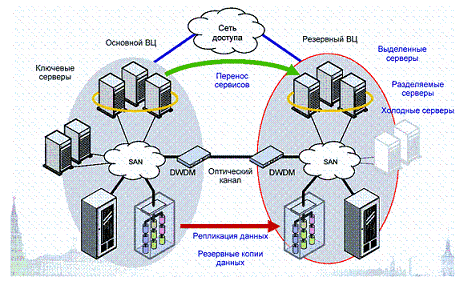 Сеть
доступа
Основной ВЦ
Резервный ВЦ
Выделенные
серверы
Ключевые
серверы
Перенос
сервисов
Разделяемые
серверы
Холодные серверы
SAN
DWDM
Оптический
канал
DWDM
SAN
Репликация данных
Резервные копии
данных